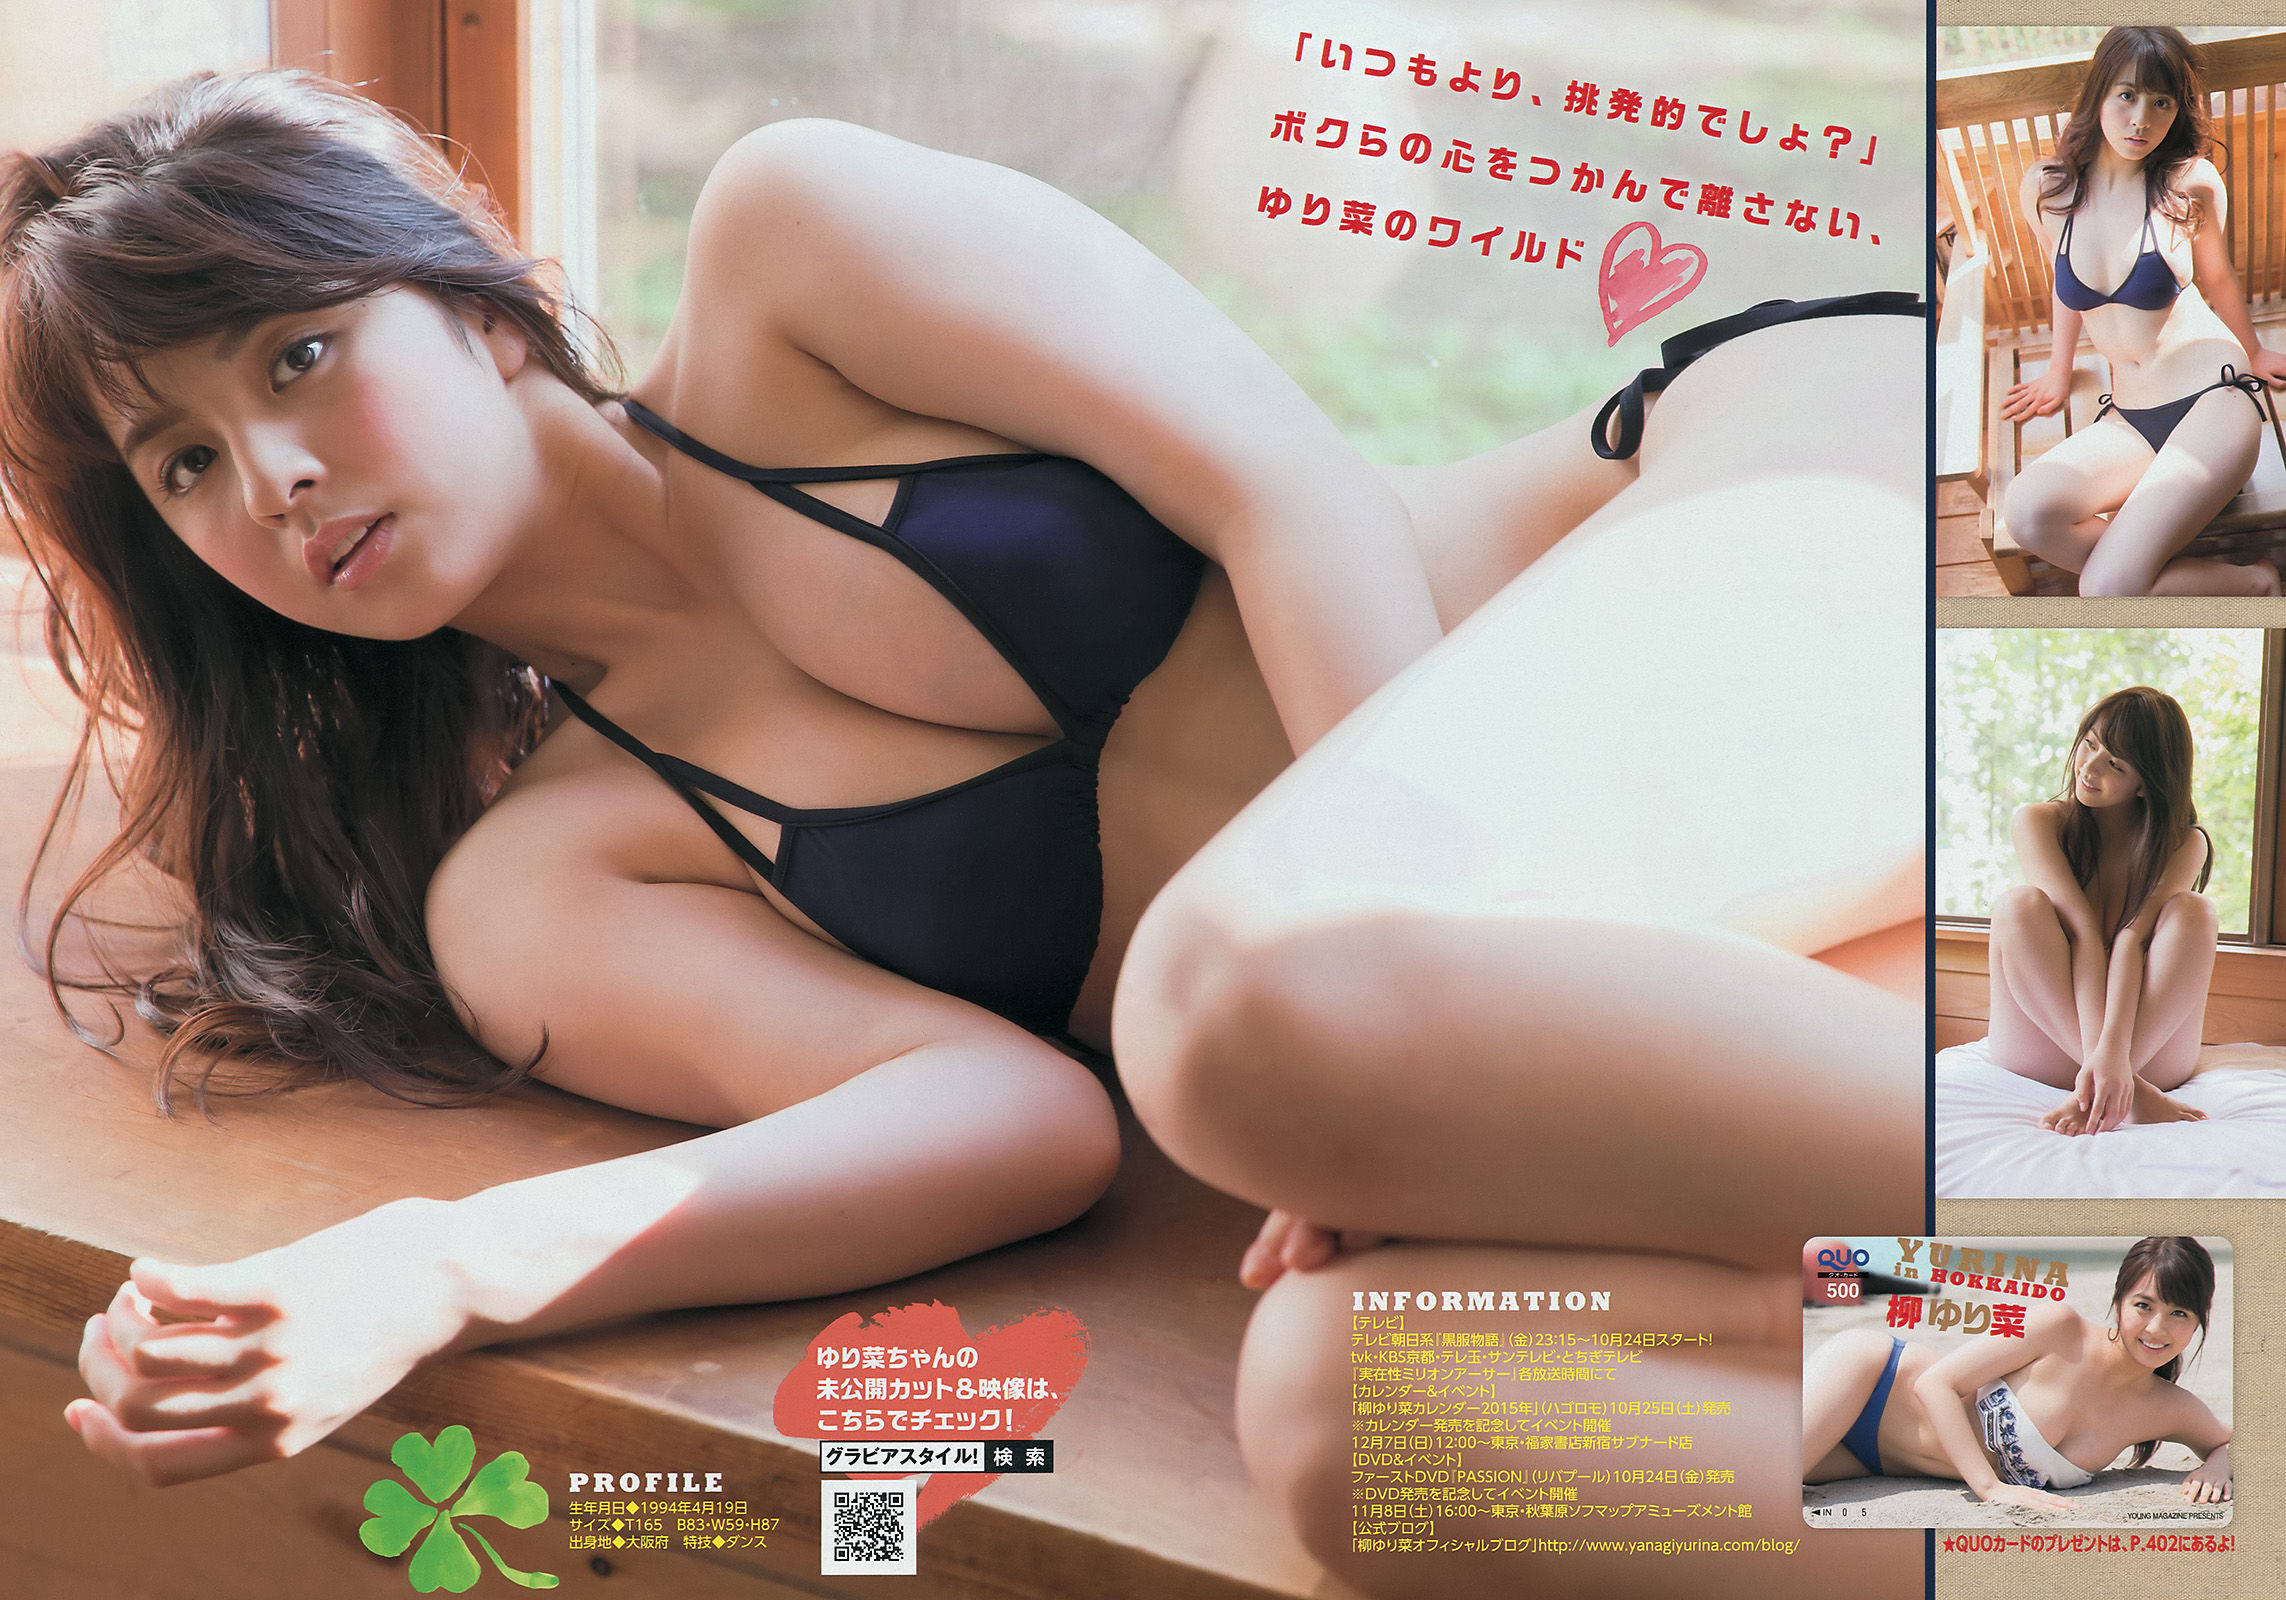 「いつもより、挑発的でしょ？」
ボクらの心をつかんで離さない、
ゆり菜のワイルド
PROFILE
生年月日◆1994年4月19日
サイズ◆T165　B83・W59・H87
出身地◆大阪府　特技◆ダンス
ゆり菜ちゃんの
未公開カット&映像は、
こちらでチェック！
グラビアスタイル！ 検索
INFORMATION
【テレビ】
テレビ朝日系『黒服物語』（金）23:15〜10月24日スタート！
tvk・KBS京都・テレ玉・サンテレビ・とちぎテレビ
『実在性ミリオンアーサー』各放送時間にて
【カレンダー&イベント】
「柳ゆり菜カレンダー2015年」（ハゴロモ）10月25日（土）発売
※カレンダー発売を記念してイベント開催
12月7日（日）12:00〜東京・福家書店新宿サブナード店
【DVD&イベント】
ファーストDVD『PASSION』（リバプール）10月24日（金）発売
※DVD発売を記念してイベント開催
11月8日（土）16:00〜東京・秋葉原ソフマップアミューズメント館
【公式ブログ】
「柳ゆり菜オフィシャルブログ」http://www.yanagiyurina.com/blog/
QUO
クオ・カード
500
YURINA
in HOKKAIDO
柳ゆり菜
◀IN 0 5
YOUNG MAGAZINE PRESENTS
★QUOカードのプレゼントは、P.402にあるよ！